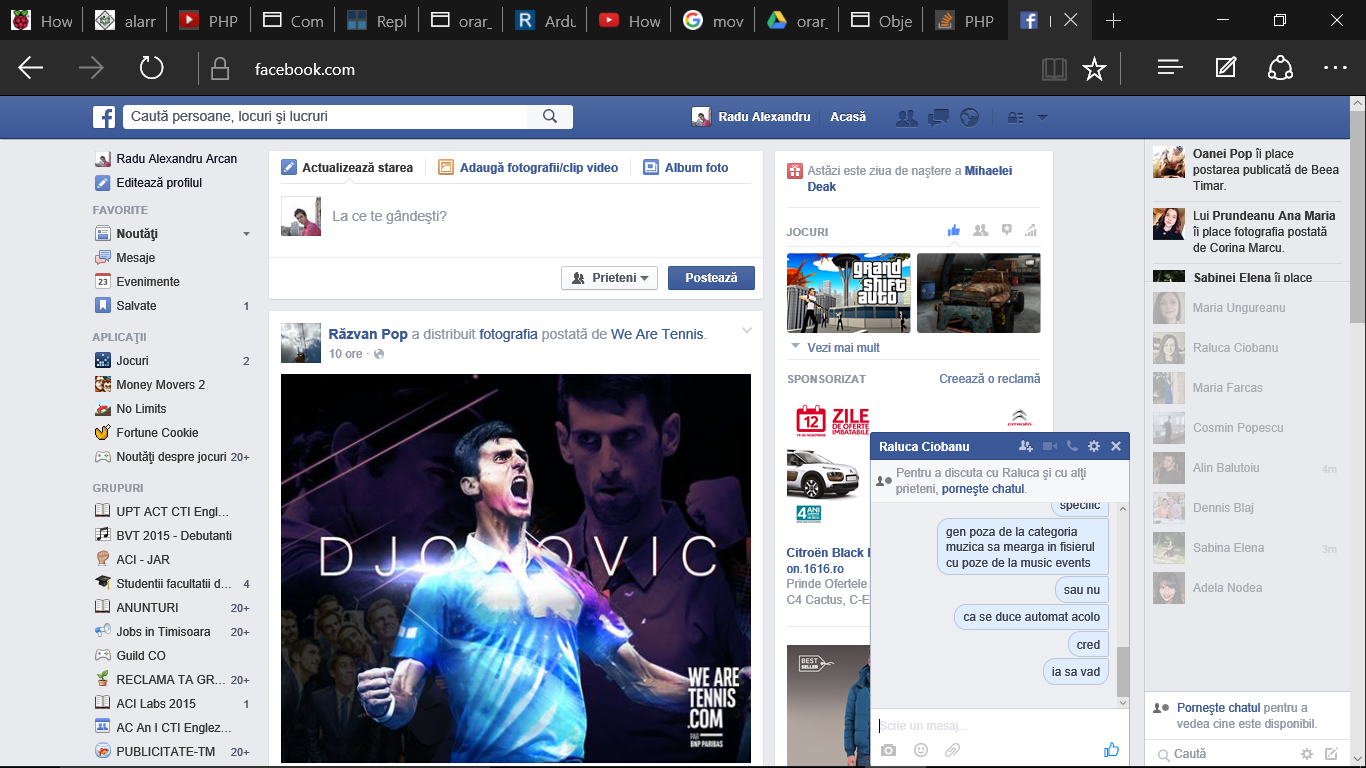 How
alarr
PHP
Com
Repl
orar_
Ardu
How
mov
orar_
Obje
PHP
facebook.com
Caută persoane, locuri şi lucruri
Radu Alexandru
Acasă
Radu Alexandru Arcan
Editează profilul
FAVORITE
Noutăţi
Mesaje
23 Evenimente
Salvate 1
APLICAŢII
Jocuri 2
Money Movers 2
No Limits
Fortune Cookie
Noutăţi despre jocuri 20+
GRUPURI
UPT ACT CTI Engl...
BVT 2015 - Debutanti
ACI - JAR
Studentii facultatii d... 4
ANUNTURI 20+
Jobs in Timisoara 20+
Guild CO
RECLAMA TA GR... 20+
ACI Labs 2015 1
AC An I CTI Englez...
PUBLICITATE-TM 20+
Actualizează starea
Adaugă fotografii/clip video
Album foto
La ce te gândeşti?
Prieteni
Postează
Răzvan Pop a distribuit fotografia postată de We Are Tennis.
10 ore ·
DJOKOVIC
WE ARE
TENNIS
.COM
PAR
BNP PARIBAS
Astăzi este ziua de naştere a Mihaelei
Deak
JOCURI
grand
shift
auto
Vezi mai mult
SPONSORIZAT
Creează o reclamă
12 ZILE
DE OFERTE
IMBATABILE
CITROËN
4 ANI
Citroën Black
on.1616.ro
Prinde Ofertele
C4 Cactus, C-E
BEST
SELLER
Raluca Ciobanu
Pentru a discuta cu Raluca şi cu alţi
prieteni, porneşte chatul.
specific
gen poza de la categoria
muzica sa mearga in fisierul
cu poze de la music events
sau nu
ca se duce automat acolo
cred
ia sa vad
Scrie un mesaj...
Oanei Pop îi place
postarea publicată de Beea
Timar.
Lui Prundeanu Ana Maria
îi place fotografia postată
de Corina Marcu.
Sabinei Elena îi place
Maria Ungureanu
Raluca Ciobanu
Maria Farcas
Cosmin Popescu
Alin Balutoiu 4m
Dennis Blaj
Sabina Elena 3m
Adela Nodea
Porneşte chatul pentru a
vedea cine este disponibil.
Caută